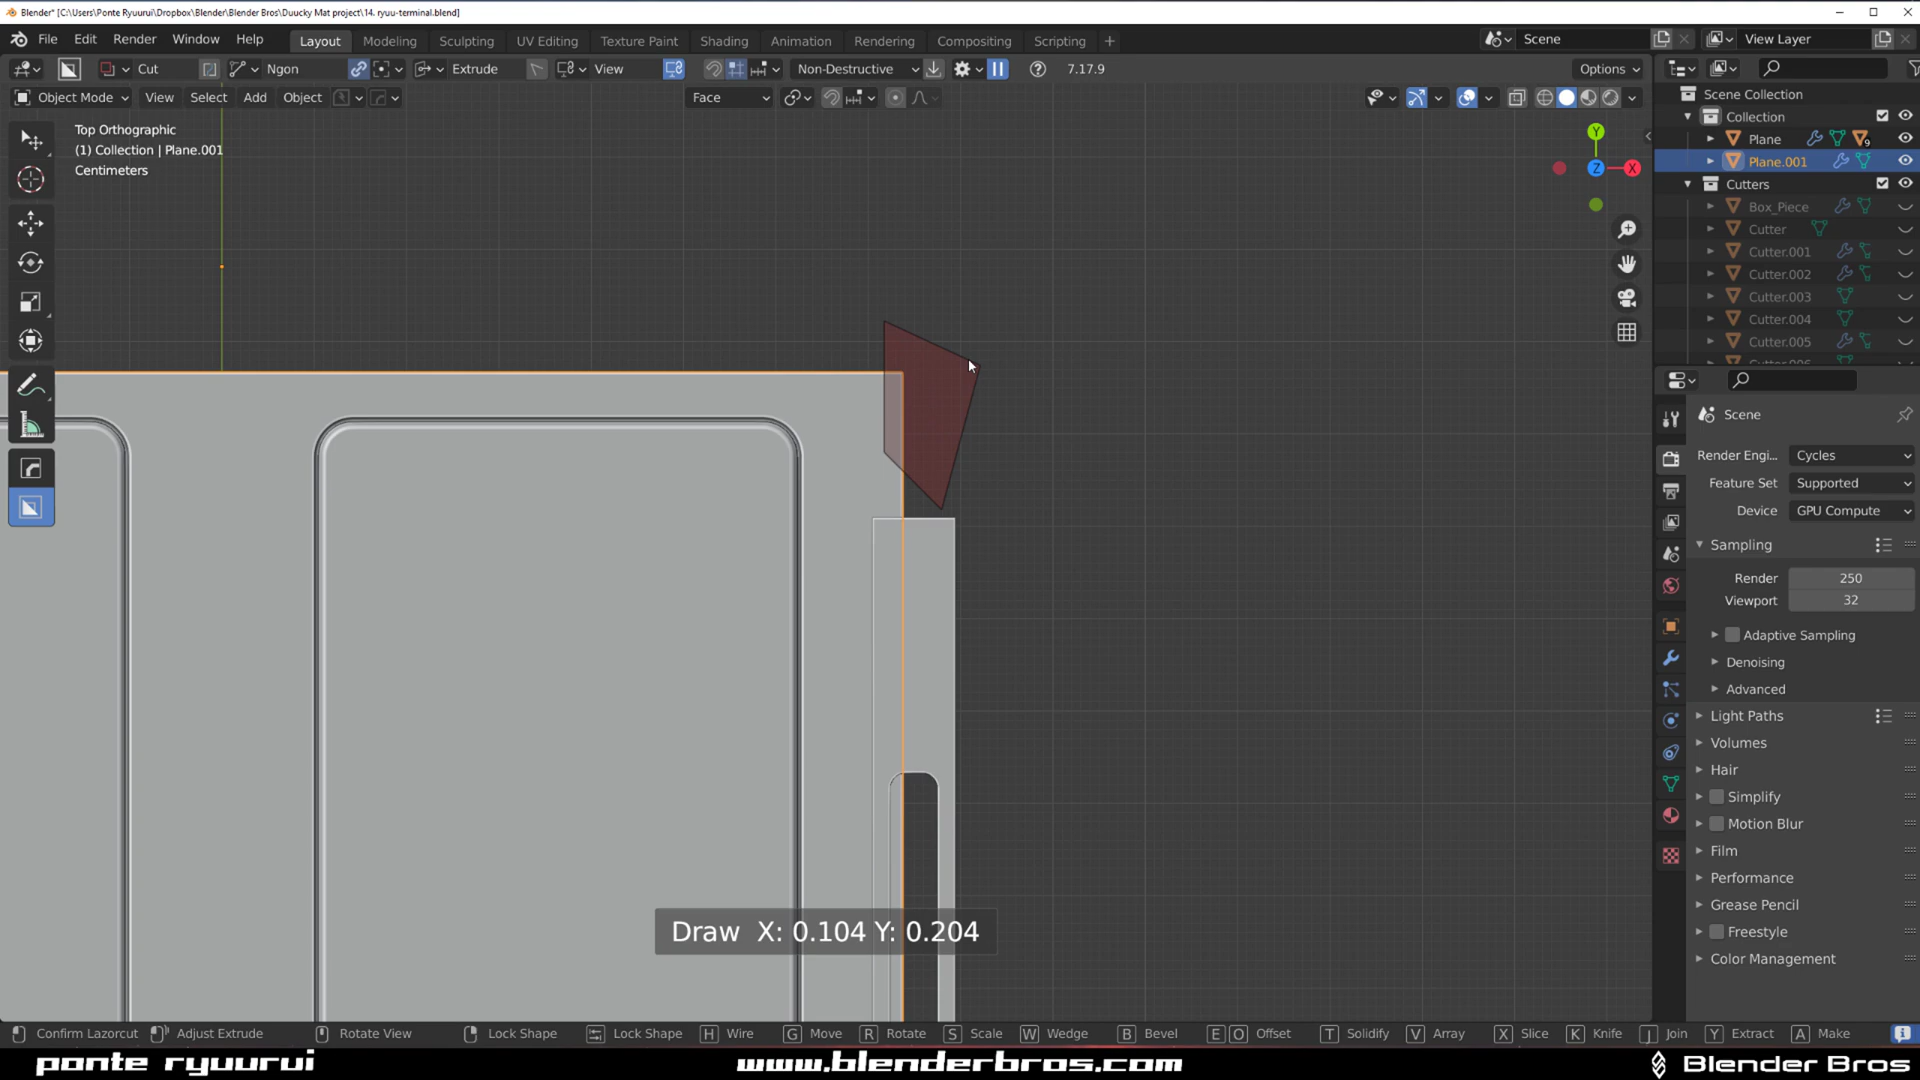 Blender* [C:\Users\Ponte Ryuurui\Dropbox\Blender\Blender Bros\Duucky Mat project\14. ryuu-terminal.blend]
File Edit Render Window Help Layout Modeling Sculpting UV Editing Texture Paint Shading Animation Rendering Compositing Scripting + Scene View Layer
Cut Ngon Extrude View Non-Destructive 7.17.9 Options
Object Mode View Select Add Object Face
Scene Collection
Collection
Plane 9
Plane.001
Cutters
Box_Piece
Cutter
Cutter.001
Cutter.002
Cutter.003
Cutter.004
Cutter.005
Top Orthographic
(1) Collection | Plane.001
Centimeters
Y
Z X
Scene
Render Engi... Cycles
Feature Set Supported
Device GPU Compute
Sampling
Render 250
Viewport 32
Adaptive Sampling
Denoising
Advanced
Light Paths
Volumes
Hair
Simplify
Motion Blur
Film
Performance
Grease Pencil
Freestyle
Color Management
Draw X: 0.104 Y: 0.204
Confirm Lazorcut Adjust Extrude Rotate View Lock Shape Lock Shape H Wire G Move R Rotate S Scale W Wedge B Bevel E O Offset T Solidify V Array X Slice K Knife J Join Y Extract A Make
ponte ryuurui www.blenderbros.com Blender Bros